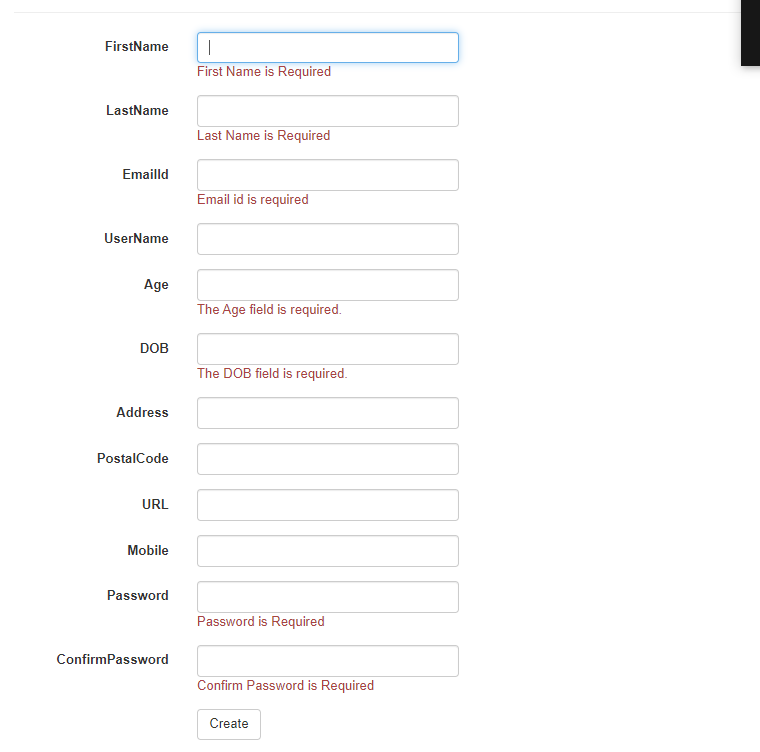 FirstName
First Name is Required
LastName
Last Name is Required
EmailId
Email id is required
UserName
Age
The Age field is required.
DOB
The DOB field is required.
Address
PostalCode
URL
Mobile
Password
Password is Required
ConfirmPassword
Confirm Password is Required
Create